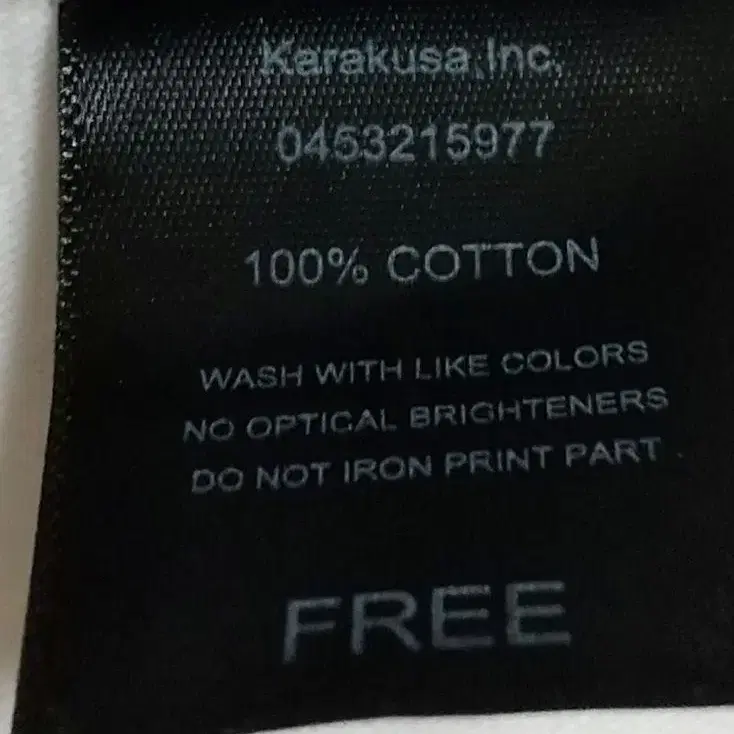 Karakusa.Inc.
0453215977
100% COTTON
WASH WITH LIKE COLORS
NO OPTICAL BRIGHTENERS
DO NOT IRON PRINT PART .
FREE